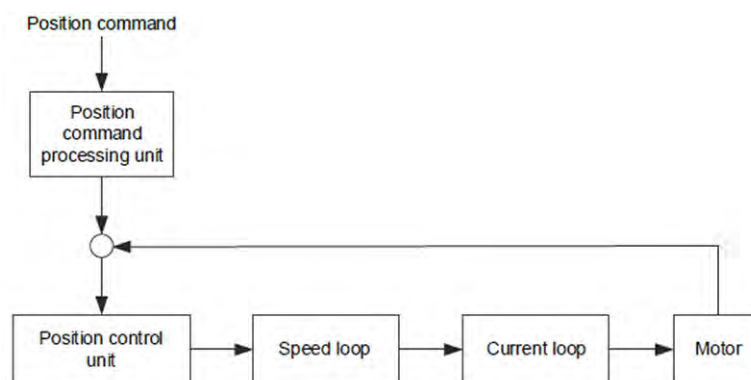 Position command
Position
command
processing unit
Position control
unit
Speed loop
Current loop
Motor